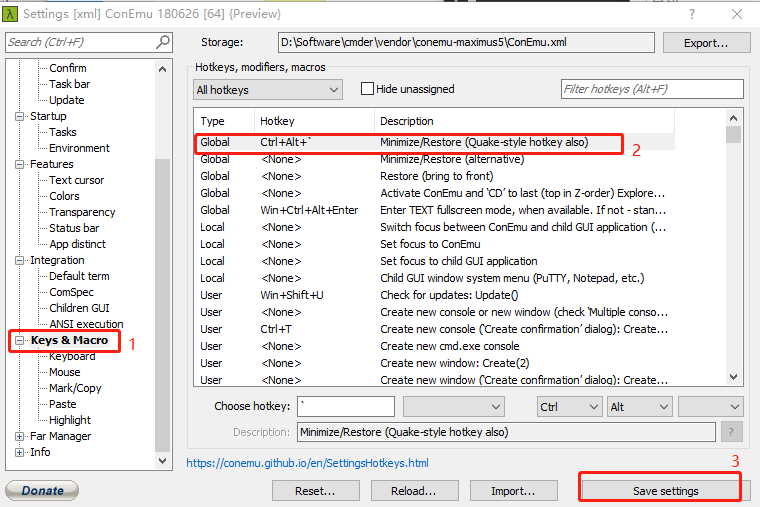 Settings [xml] ConEmu 180626 [64] {Preview}
Search (Ctrl+F)
Storage:
D:\Software\cmder\vendor\conemu-maximus5\ConEmu.xml
Export...
Confirm
Task bar
Update
Startup
Tasks
Environment
Features
Text cursor
Colors
Transparency
Status bar
App distinct
Integration
Default term
ComSpec
Children GUI
ANSI execution
Keys & Macro
1
Keyboard
Mouse
Mark/Copy
Paste
Highlight
Far Manager
Info
Hotkeys, modifiers, macros
All hotkeys
Hide unassigned
Filter hotkeys (Alt+F)
Type Hotkey Description
Global Ctrl+Alt+` Minimize/Restore (Quake-style hotkey also)
2
Global <None> Minimize/Restore (alternative)
Global <None> Restore (bring to front)
Global <None> Activate ConEmu and 'CD' to last (top in Z-order) Explore...
Global Win+Ctrl+Alt+Enter Enter TEXT fullscreen mode, when available. If not - stan...
Local <None> Switch focus between ConEmu and child GUI application (...
Local <None> Set focus to ConEmu
Local <None> Set focus to child GUI application
Local <None> Child GUI window system menu (PuTTY, Notepad, etc.)
User Win+Shift+U Check for updates: Update()
User <None> Create new console or new window (check 'Multiple conso...
User Ctrl+T Create new console ('Create confirmation' dialog): Create...
User <None> Create new cmd.exe console
User <None> Create new window: Create(2)
User <None> Create new window ('Create confirmation' dialog): Create...
Choose hotkey: ` Ctrl Alt
Description: Minimize/Restore (Quake-style hotkey also) ?
https://conemu.github.io/en/SettingsHotkeys.html
3
Donate
Reset...
Reload...
Import...
Save settings